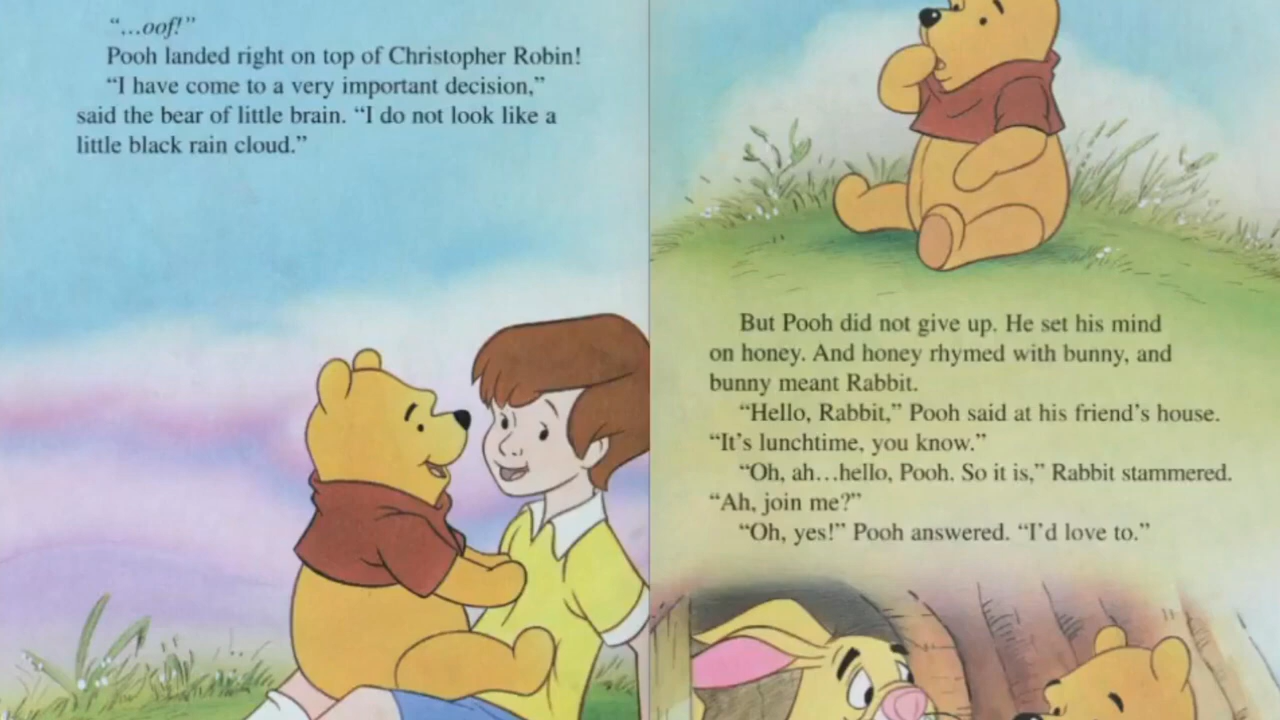 “...oof!”
Pooh landed right on top of Christopher Robin!
“I have come to a very important decision,”
said the bear of little brain. “I do not look like a
little black rain cloud.”
But Pooh did not give up. He set his mind
on honey. And honey rhymed with bunny, and
bunny meant Rabbit.
“Hello, Rabbit,” Pooh said at his friend’s house.
“It’s lunchtime, you know.”
“Oh, ah...hello, Pooh. So it is,” Rabbit stammered.
“Ah, join me?”
“Oh, yes!” Pooh answered. “I’d love to.”